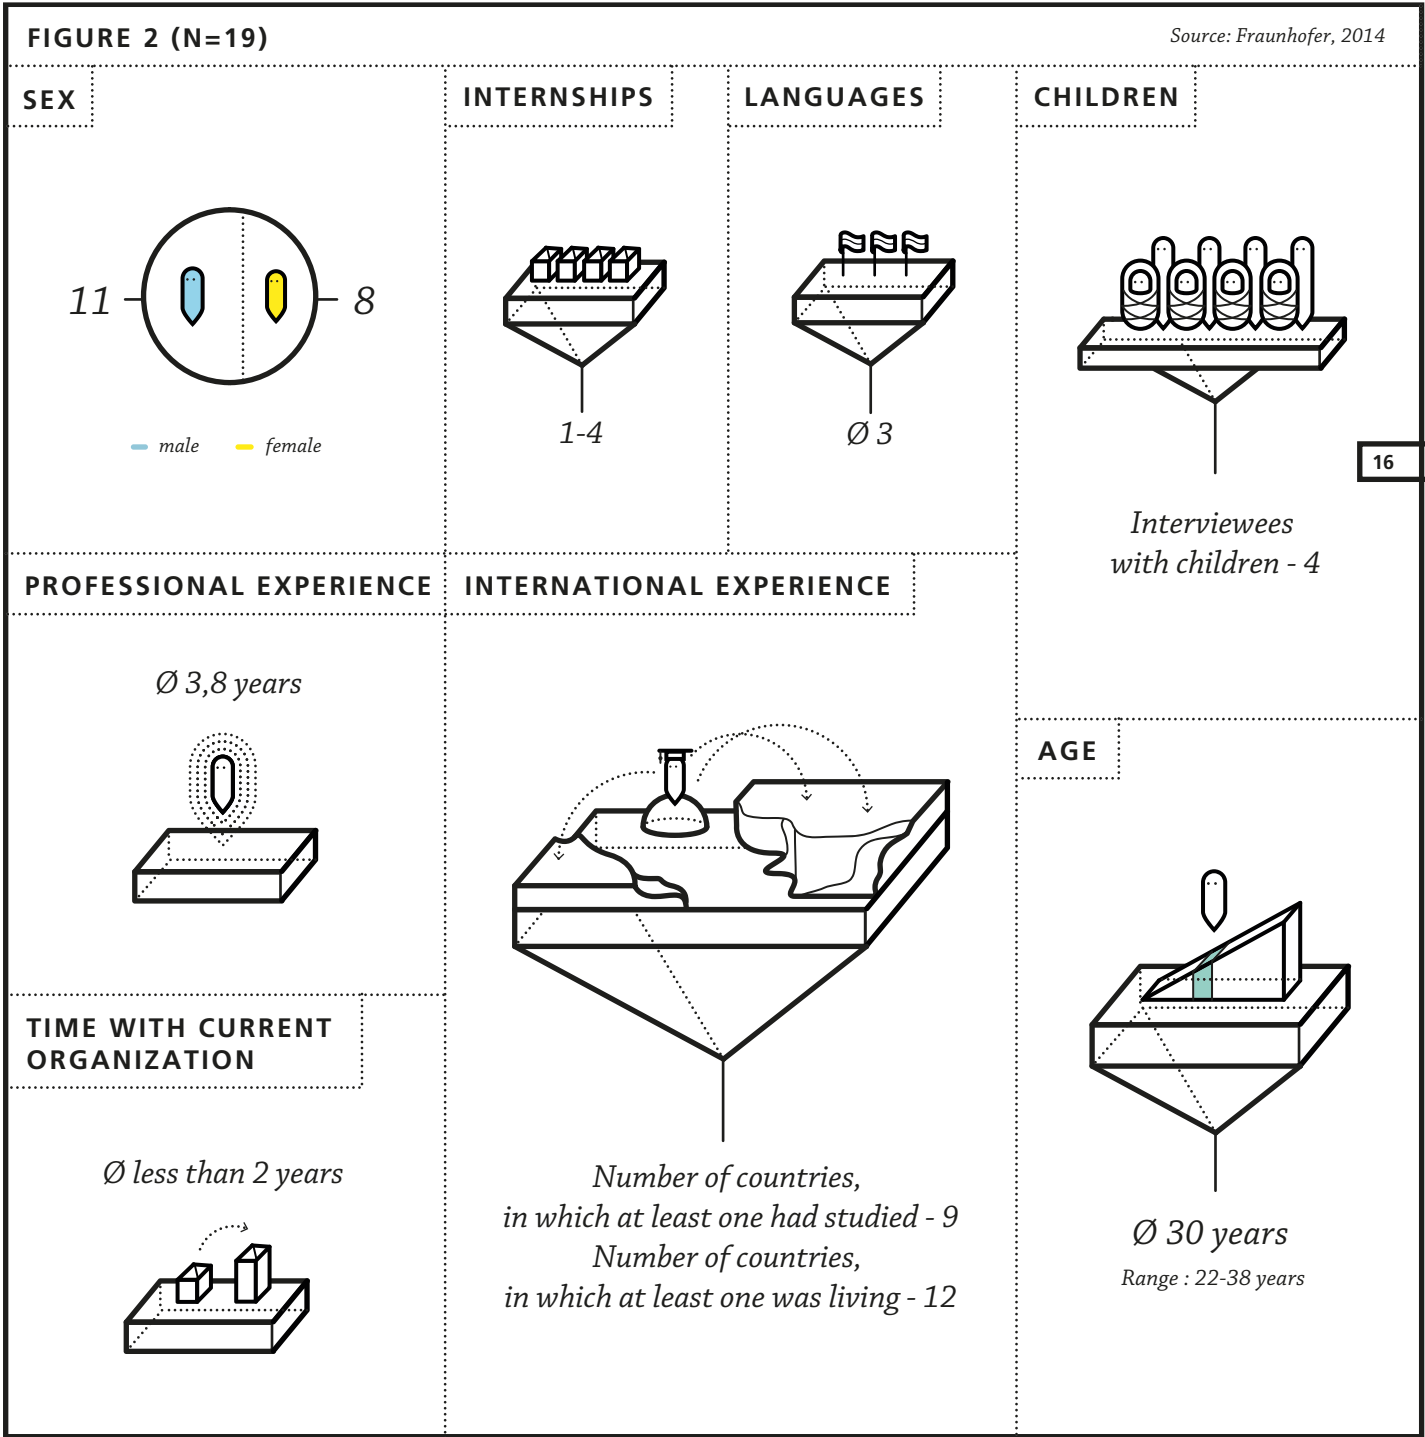 FIGURE 2 (N=19)
Source: Fraunhofer, 2014
SEX
11
8
male
female
INTERNSHIPS
1-4
LANGUAGES
Ø 3
CHILDREN
Interviewees
with children - 4
16
PROFESSIONAL EXPERIENCE
Ø 3,8 years
INTERNATIONAL EXPERIENCE
Number of countries,
in which at least one had studied - 9
Number of countries,
in which at least one was living - 12
AGE
Ø 30 years
Range : 22-38 years
TIME WITH CURRENT
ORGANIZATION
Ø less than 2 years